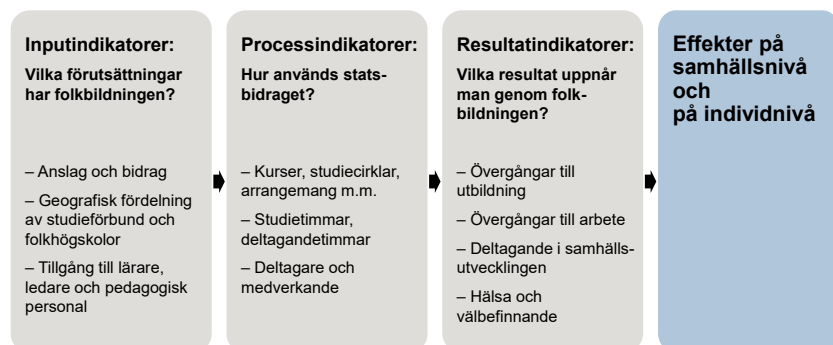 Inputindikatorer:
Vilka förutsättningar
har folkbildningen?
– Anslag och bidrag
– Geografisk fördelning
av studieförbund och
folkhögskolor
– Tillgång till lärare,
ledare och pedagogisk
personal
Processindikatorer:
Hur används stats-
bidraget?
– Kurser, studiecirklar,
arrangemang m.m.
– Studietimmar,
deltagandetimmar
– Deltagare och
medverkande
Resultatindikatorer:
Vilka resultat uppnår
man genom folk-
bildningen?
– Övergångar till
utbildning
– Övergångar till arbete
– Deltagande i samhälls-
utvecklingen
– Hälsa och
välbefinnande
Effekter på
samhällsnivå
och
på individnivå